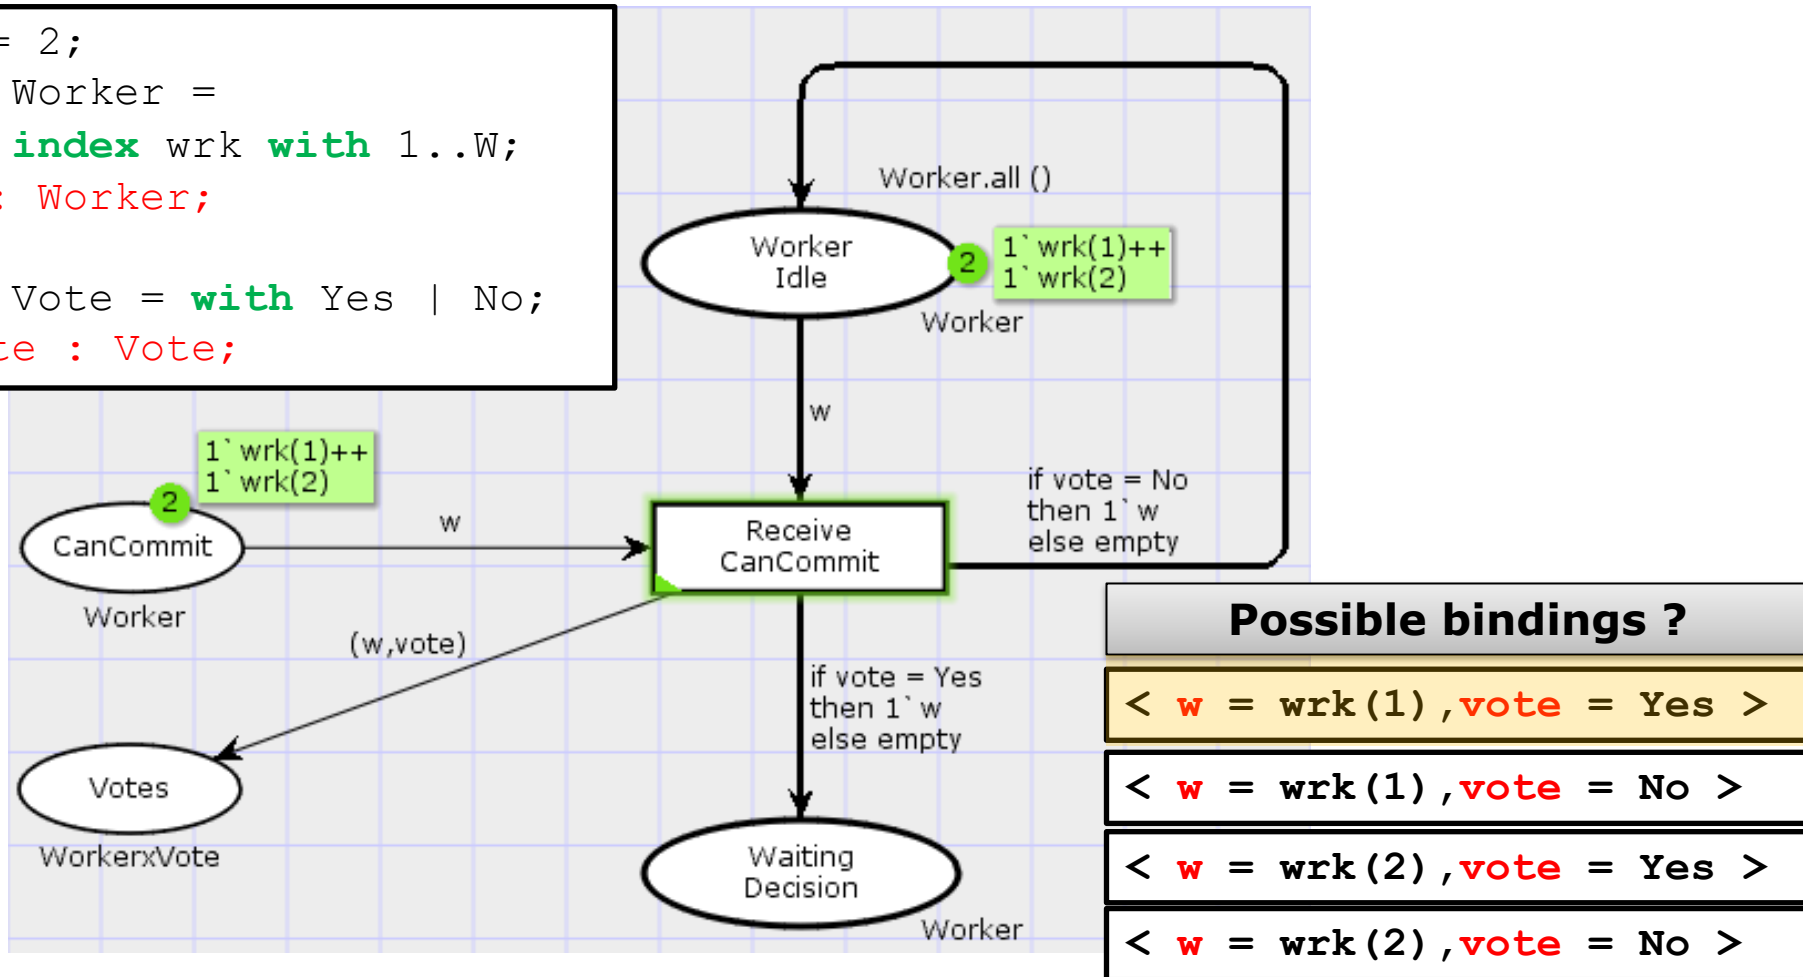 = 2;
Worker =
index wrk with 1..W;
: Worker;
Vote = with Yes | No;
te : Vote;
Worker.all ()
Worker
Idle
2
1`wrk(1)++
1`wrk(2)
Worker
w
1`wrk(1)++
1`wrk(2)
2
CanCommit
Worker
w
Receive
CanCommit
if vote = No
then 1`w
else empty
(w,vote)
if vote = Yes
then 1`w
else empty
Votes
WorkerxVote
Waiting
Decision
Worker
Possible bindings ?
< w = wrk(1),vote = Yes >
< w = wrk(1),vote = No >
< w = wrk(2),vote = Yes >
< w = wrk(2),vote = No >